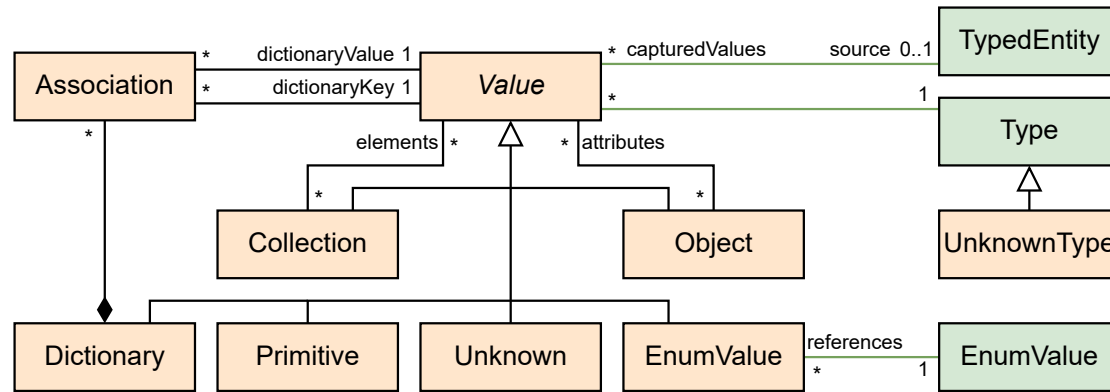 TypedEntity
* dictionaryValue 1
* capturedValues source 0..1
Association
Value
* dictionaryKey 1
* 1
Type
*
elements *
* attributes
* *
Collection
Object
UnknownType
Dictionary
Primitive
Unknown
EnumValue
references
* 1
EnumValue